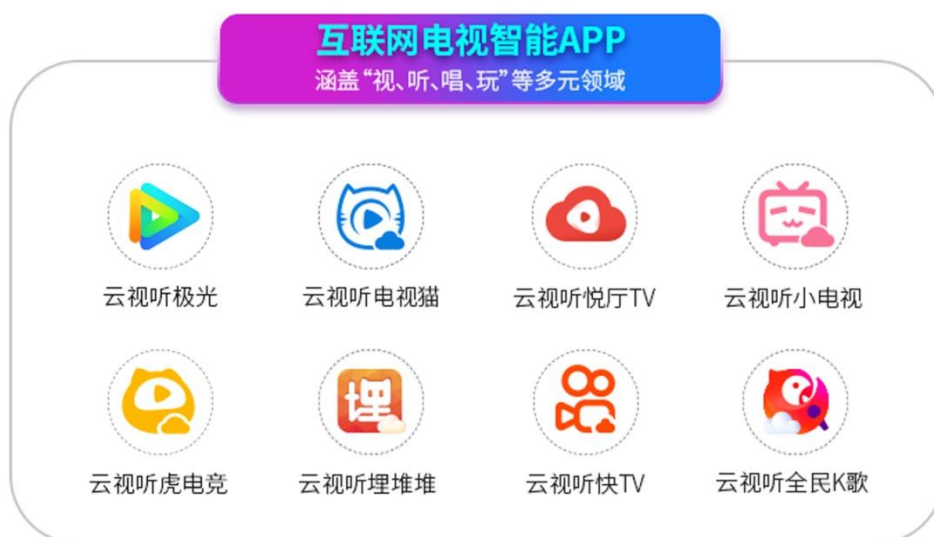 互联网电视智能APP
涵盖“视、听、唱、玩”等多元领域
云视听极光
云视听电视猫
云视听悦厅TV
云视听小电视
埋
云视听虎电竞
云视听埋堆堆
云视听快TV
云视听全民K歌